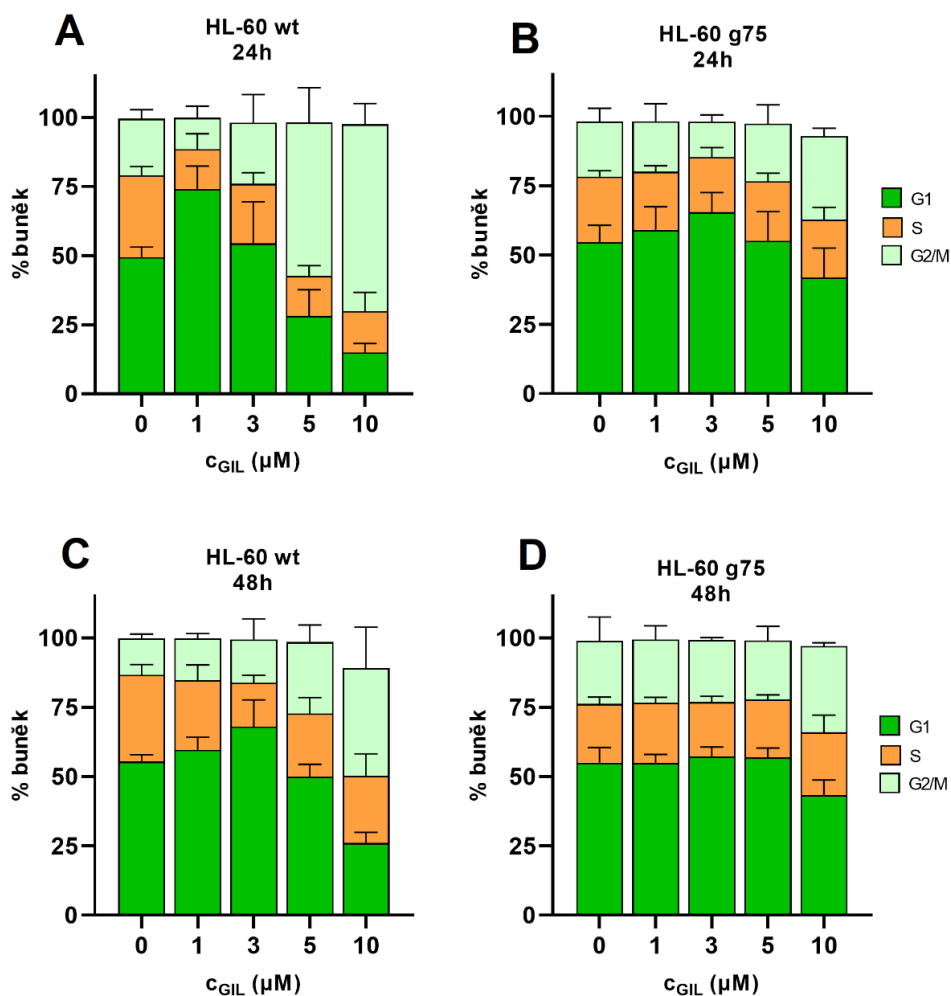 A
HL-60 wt
24h
% buněk
100
75
50
25
0
0 1 3 5 10
cGIL (µM)
B
HL-60 g75
24h
% buněk
100
75
50
25
0
0 1 3 5 10
cGIL (µM)
G1
S
G2/M
C
HL-60 wt
48h
% buněk
100
75
50
25
0
0 1 3 5 10
cGIL (µM)
D
HL-60 g75
48h
% buněk
100
75
50
25
0
0 1 3 5 10
cGIL (µM)
G1
S
G2/M